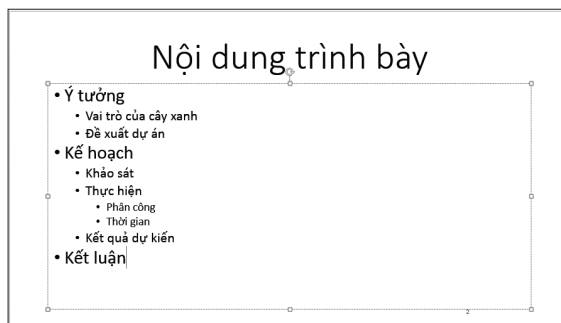 Nội dung trình bày
• Ý tưởng
• Vai trò của cây xanh
• Đề xuất dự án
• Kế hoạch
• Khảo sát
• Thực hiện
• Phân công
• Thời gian
• Kết quả dự kiến
• Kết luận
2